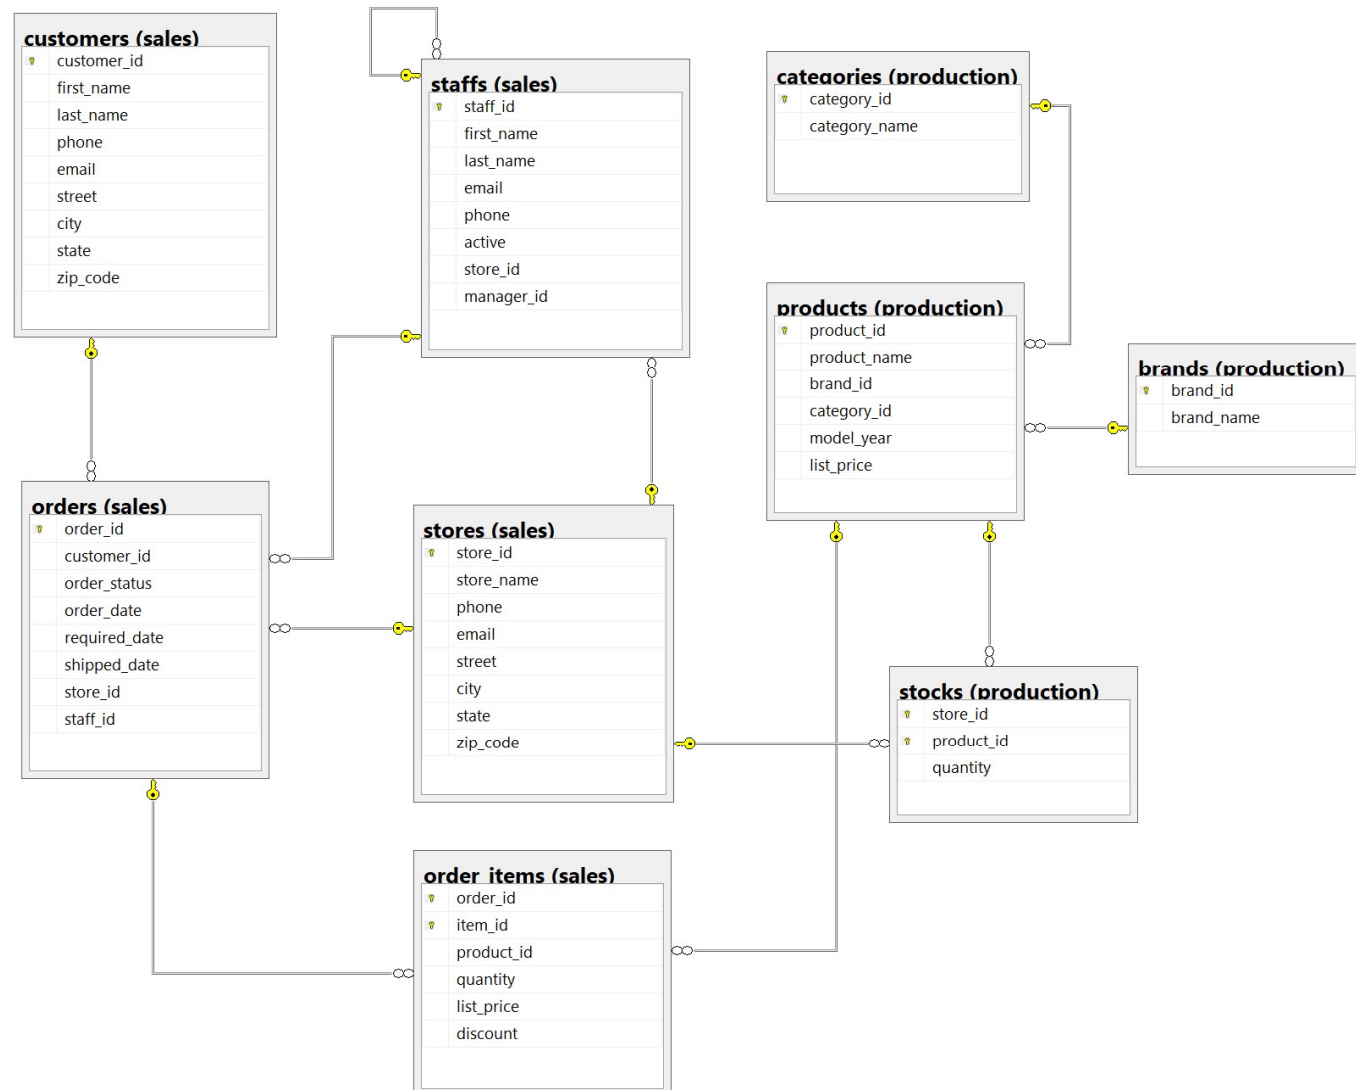 customers (sales)
customer_id
first_name
last_name
phone
email
street
city
state
zip_code
staffs (sales)
staff_id
first_name
last_name
email
phone
active
store_id
manager_id
categories (production)
category_id
category_name
products (production)
product_id
product_name
brand_id
category_id
model_year
list_price
brands (production)
brand_id
brand_name
orders (sales)
order_id
customer_id
order_status
order_date
required_date
shipped_date
store_id
staff_id
stores (sales)
store_id
store_name
phone
email
street
city
state
zip_code
stocks (production)
store_id
product_id
quantity
order_items (sales)
order_id
item_id
product_id
quantity
list_price
discount